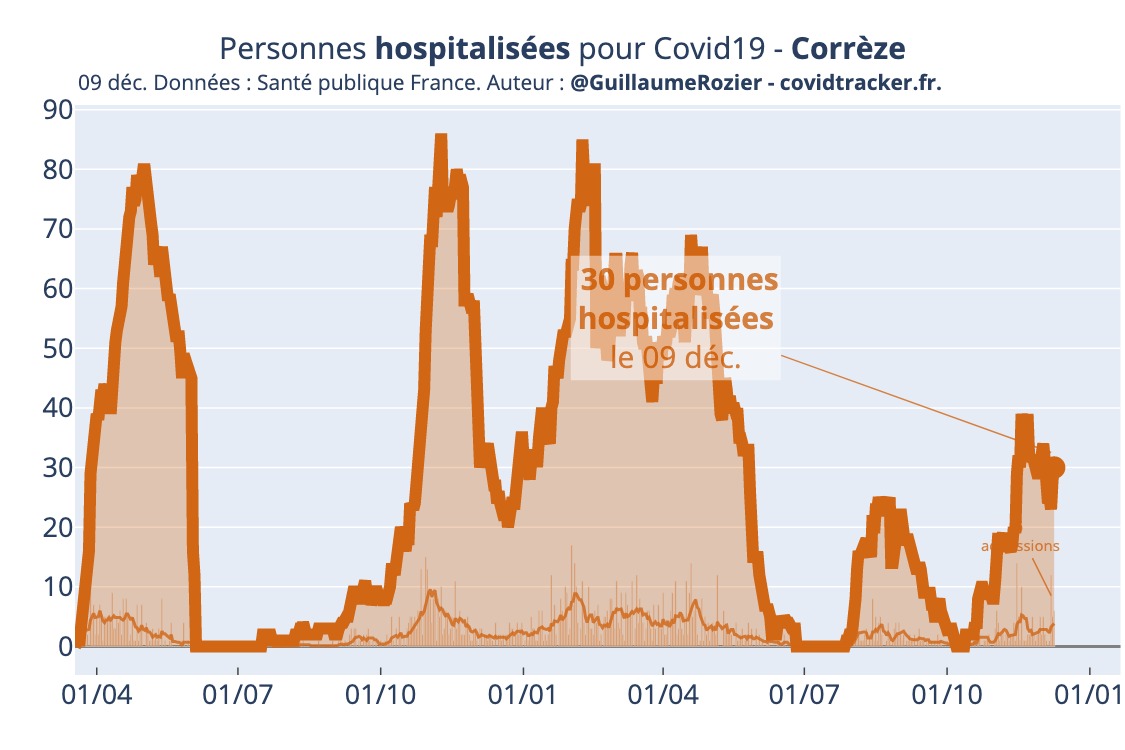 Personnes hospitalisées pour Covid19 - Corrèze
09 déc. Données : Santé publique France. Auteur : @GuillaumeRozier - covidtracker.fr.
90
80
70
60
50
40
30
20
10
0
30 personnes
hospitalisées
le 09 déc.
admissions
01/04 01/07 01/10 01/01 01/04 01/07 01/10 01/01